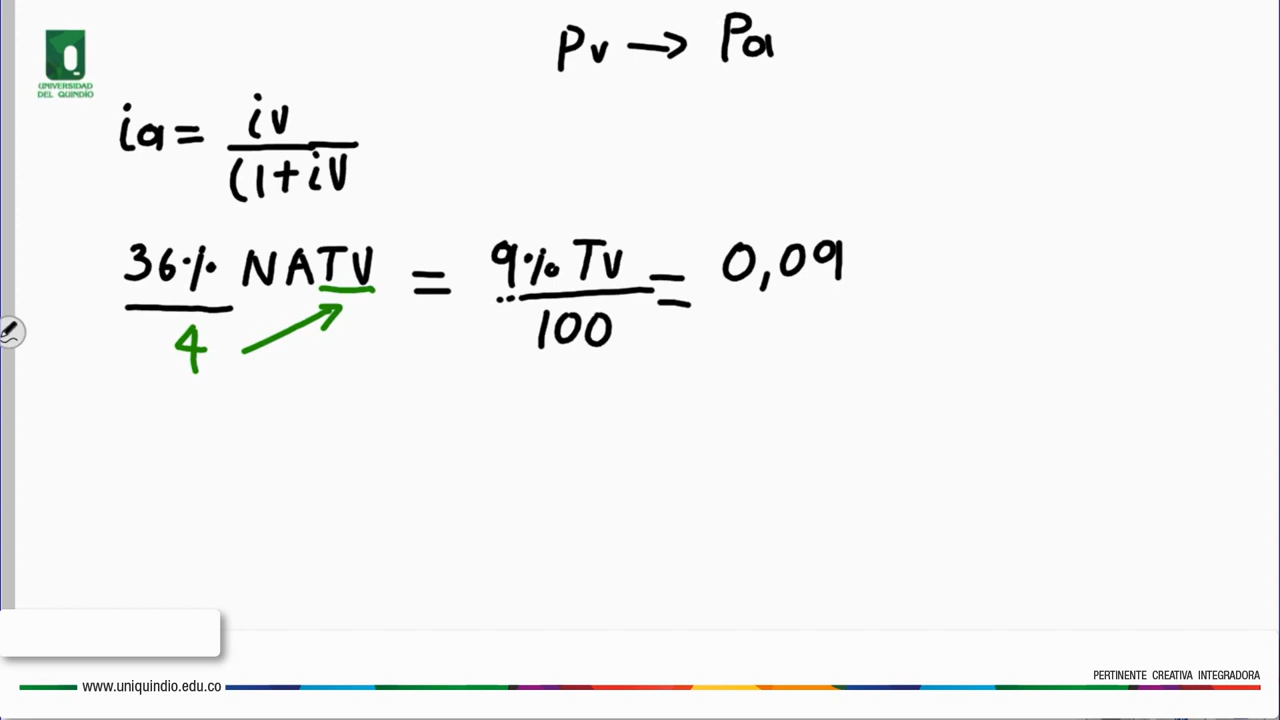 Pv → Pa
UNIVERSIDAD
DEL QUINDÍO
ia = iv
(1+iV
36% NATV = 9% Tv = 0,09
4
100
PERTINENTE CREATIVA INTEGRADORA
www.uniquindio.edu.co